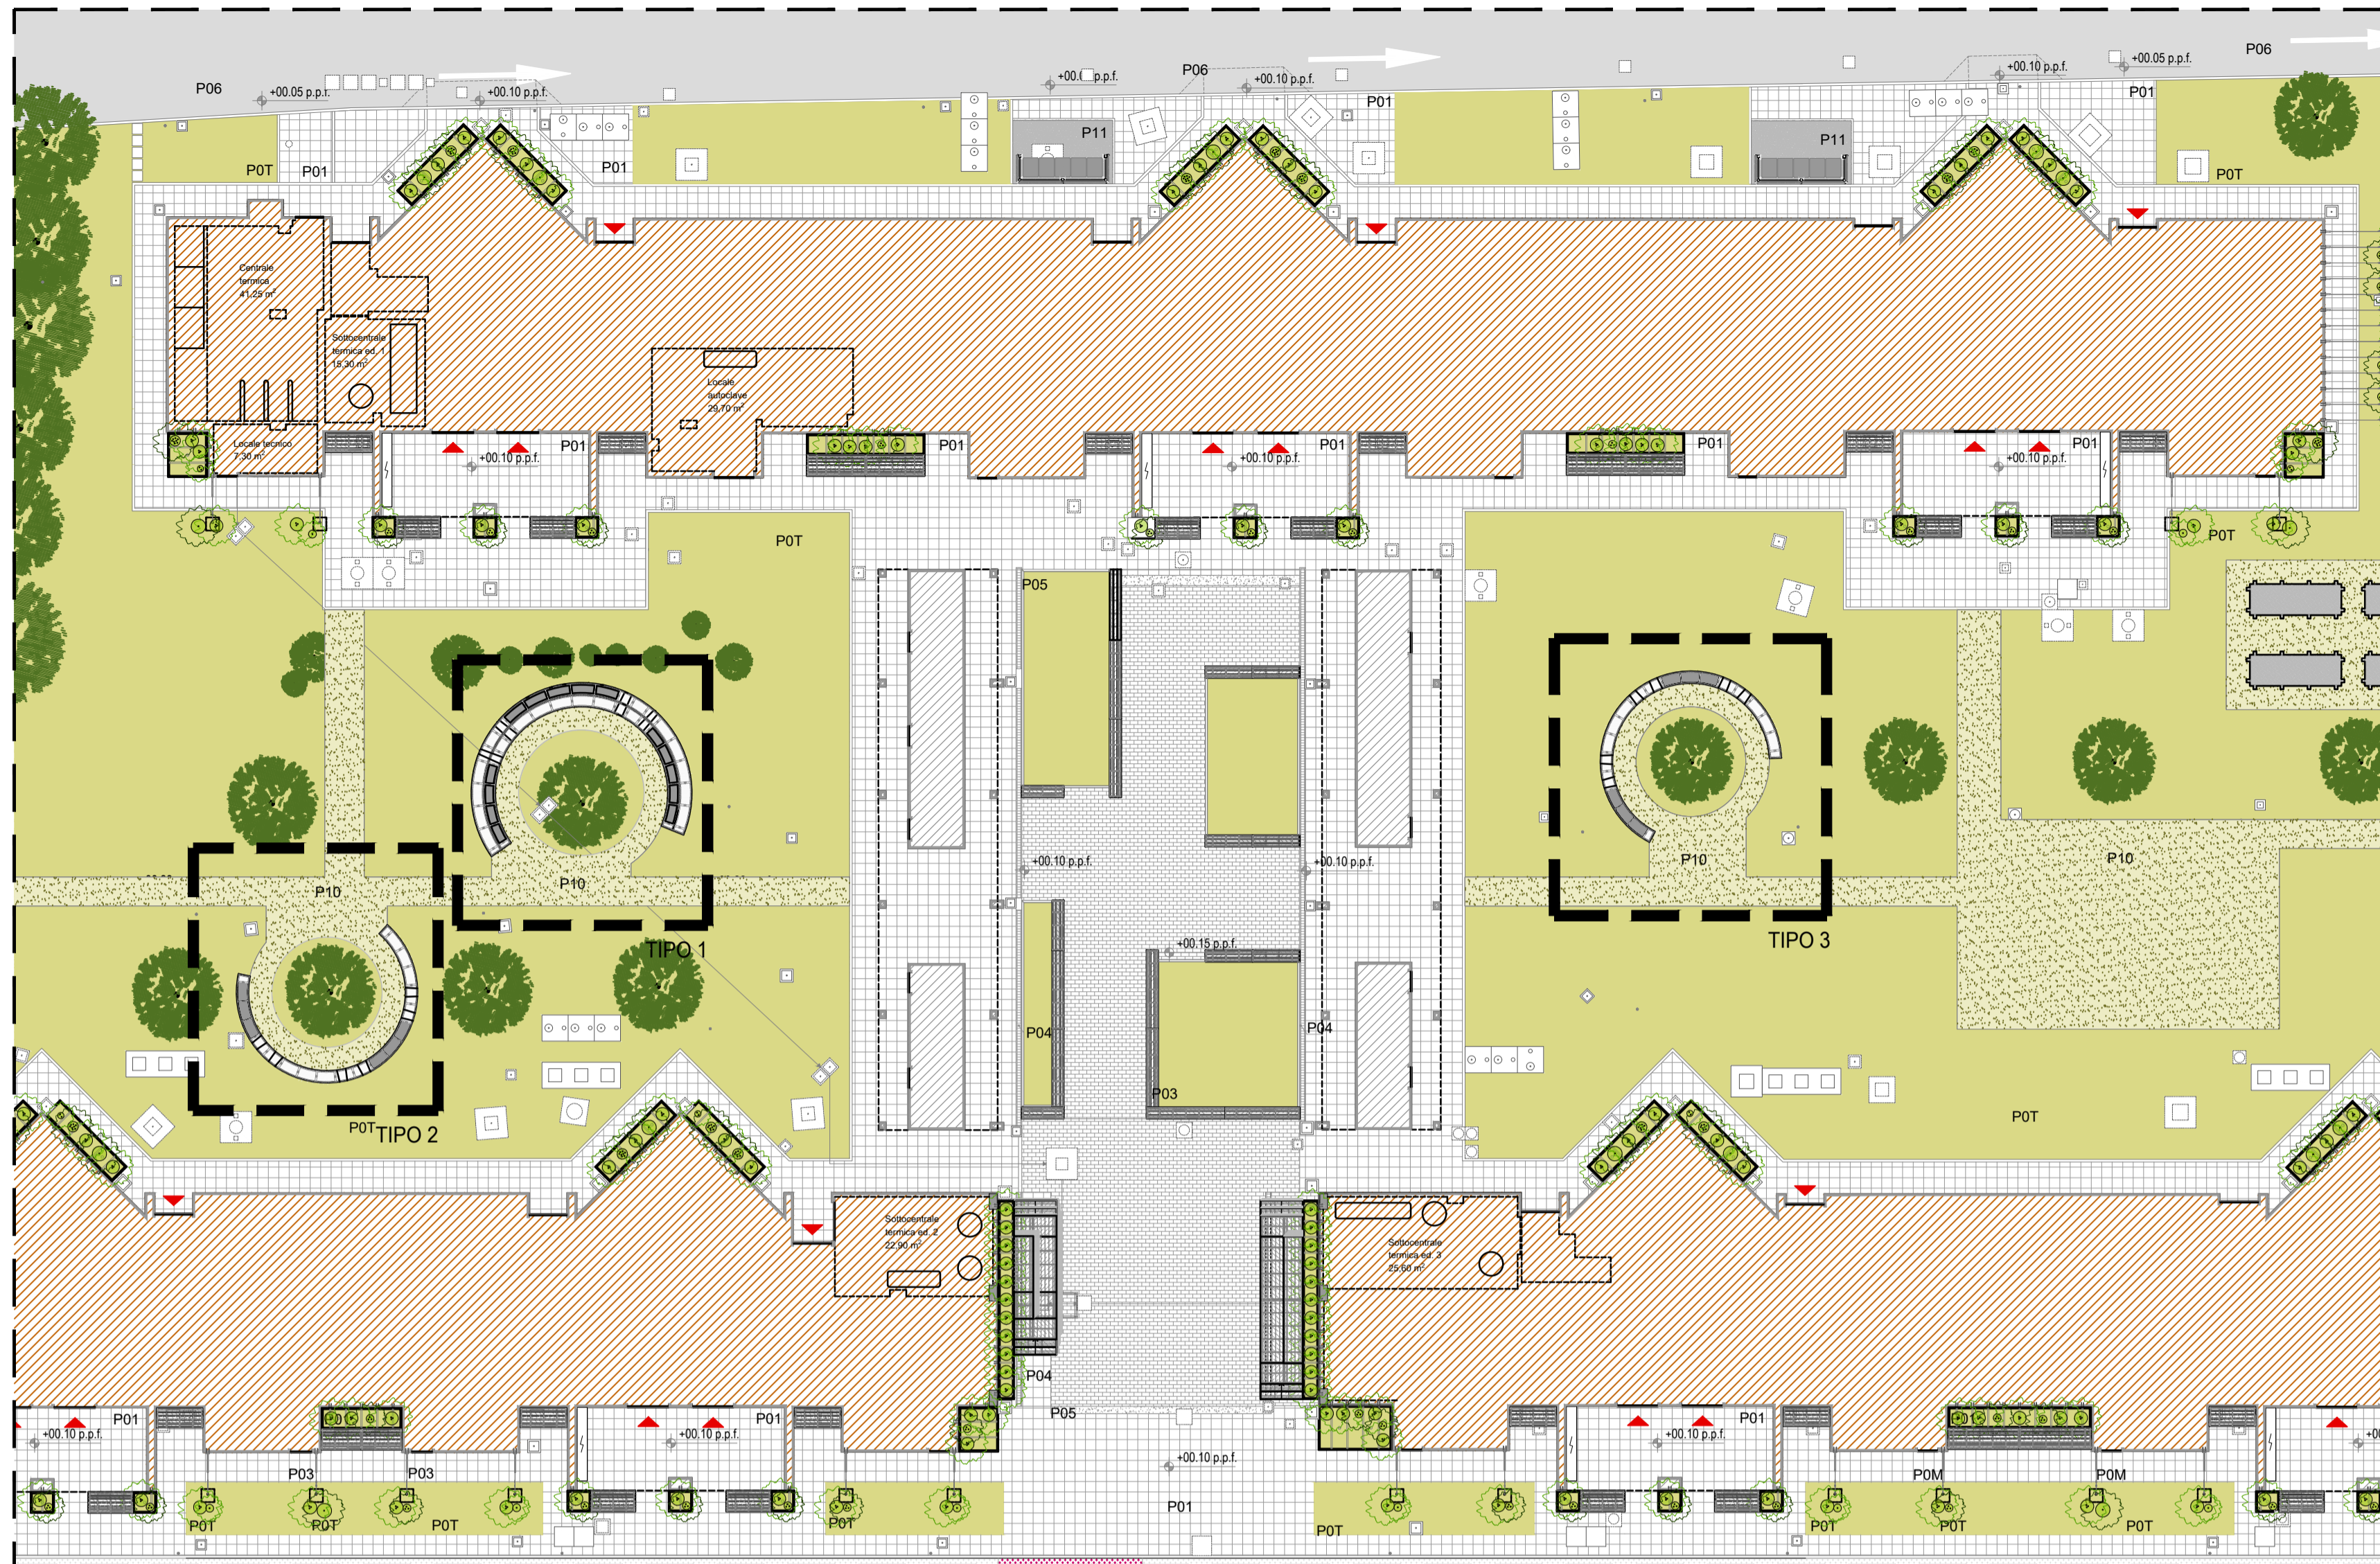 P06
+00.05 p.p.f.
+00.10 p.p.f.
P06
+00.10 p.p.f.
P06
+00.05 p.p.f.
+00.10 p.p.f.
P01
P01
P11
P11
P0T
P01
P01
P0T
Centrale
termica
41,25 m²
Sottocentrale
termica ed. 1
15,30 m²
Locale
autoclave
29,70 m²
Locale tecnico
7,30 m²
P01
+00.10 p.p.f.
P01
P01
+00.10 p.p.f.
P01
P01
+00.10 p.p.f.
P0T
P0T
P05
P10
P10
+00.10 p.p.f.
+00.10 p.p.f.
P10
P10
TIPO 1
+00.15 p.p.f.
TIPO 3
P04
P04
P03
P0T
TIPO 2
P0T
Sottocentrale
termica ed. 2
22,90 m²
Sottocentrale
termica ed. 3
25,60 m²
P04
P05
P01
+00.10 p.p.f.
P01
+00.10 p.p.f.
P01
+00.10 p.p.f.
+00.10 p.p.f.
P03
P03
P0M
P0M
P01
P0T
P0T
P0T
P0T
P0T
P0T
P0T
P0T